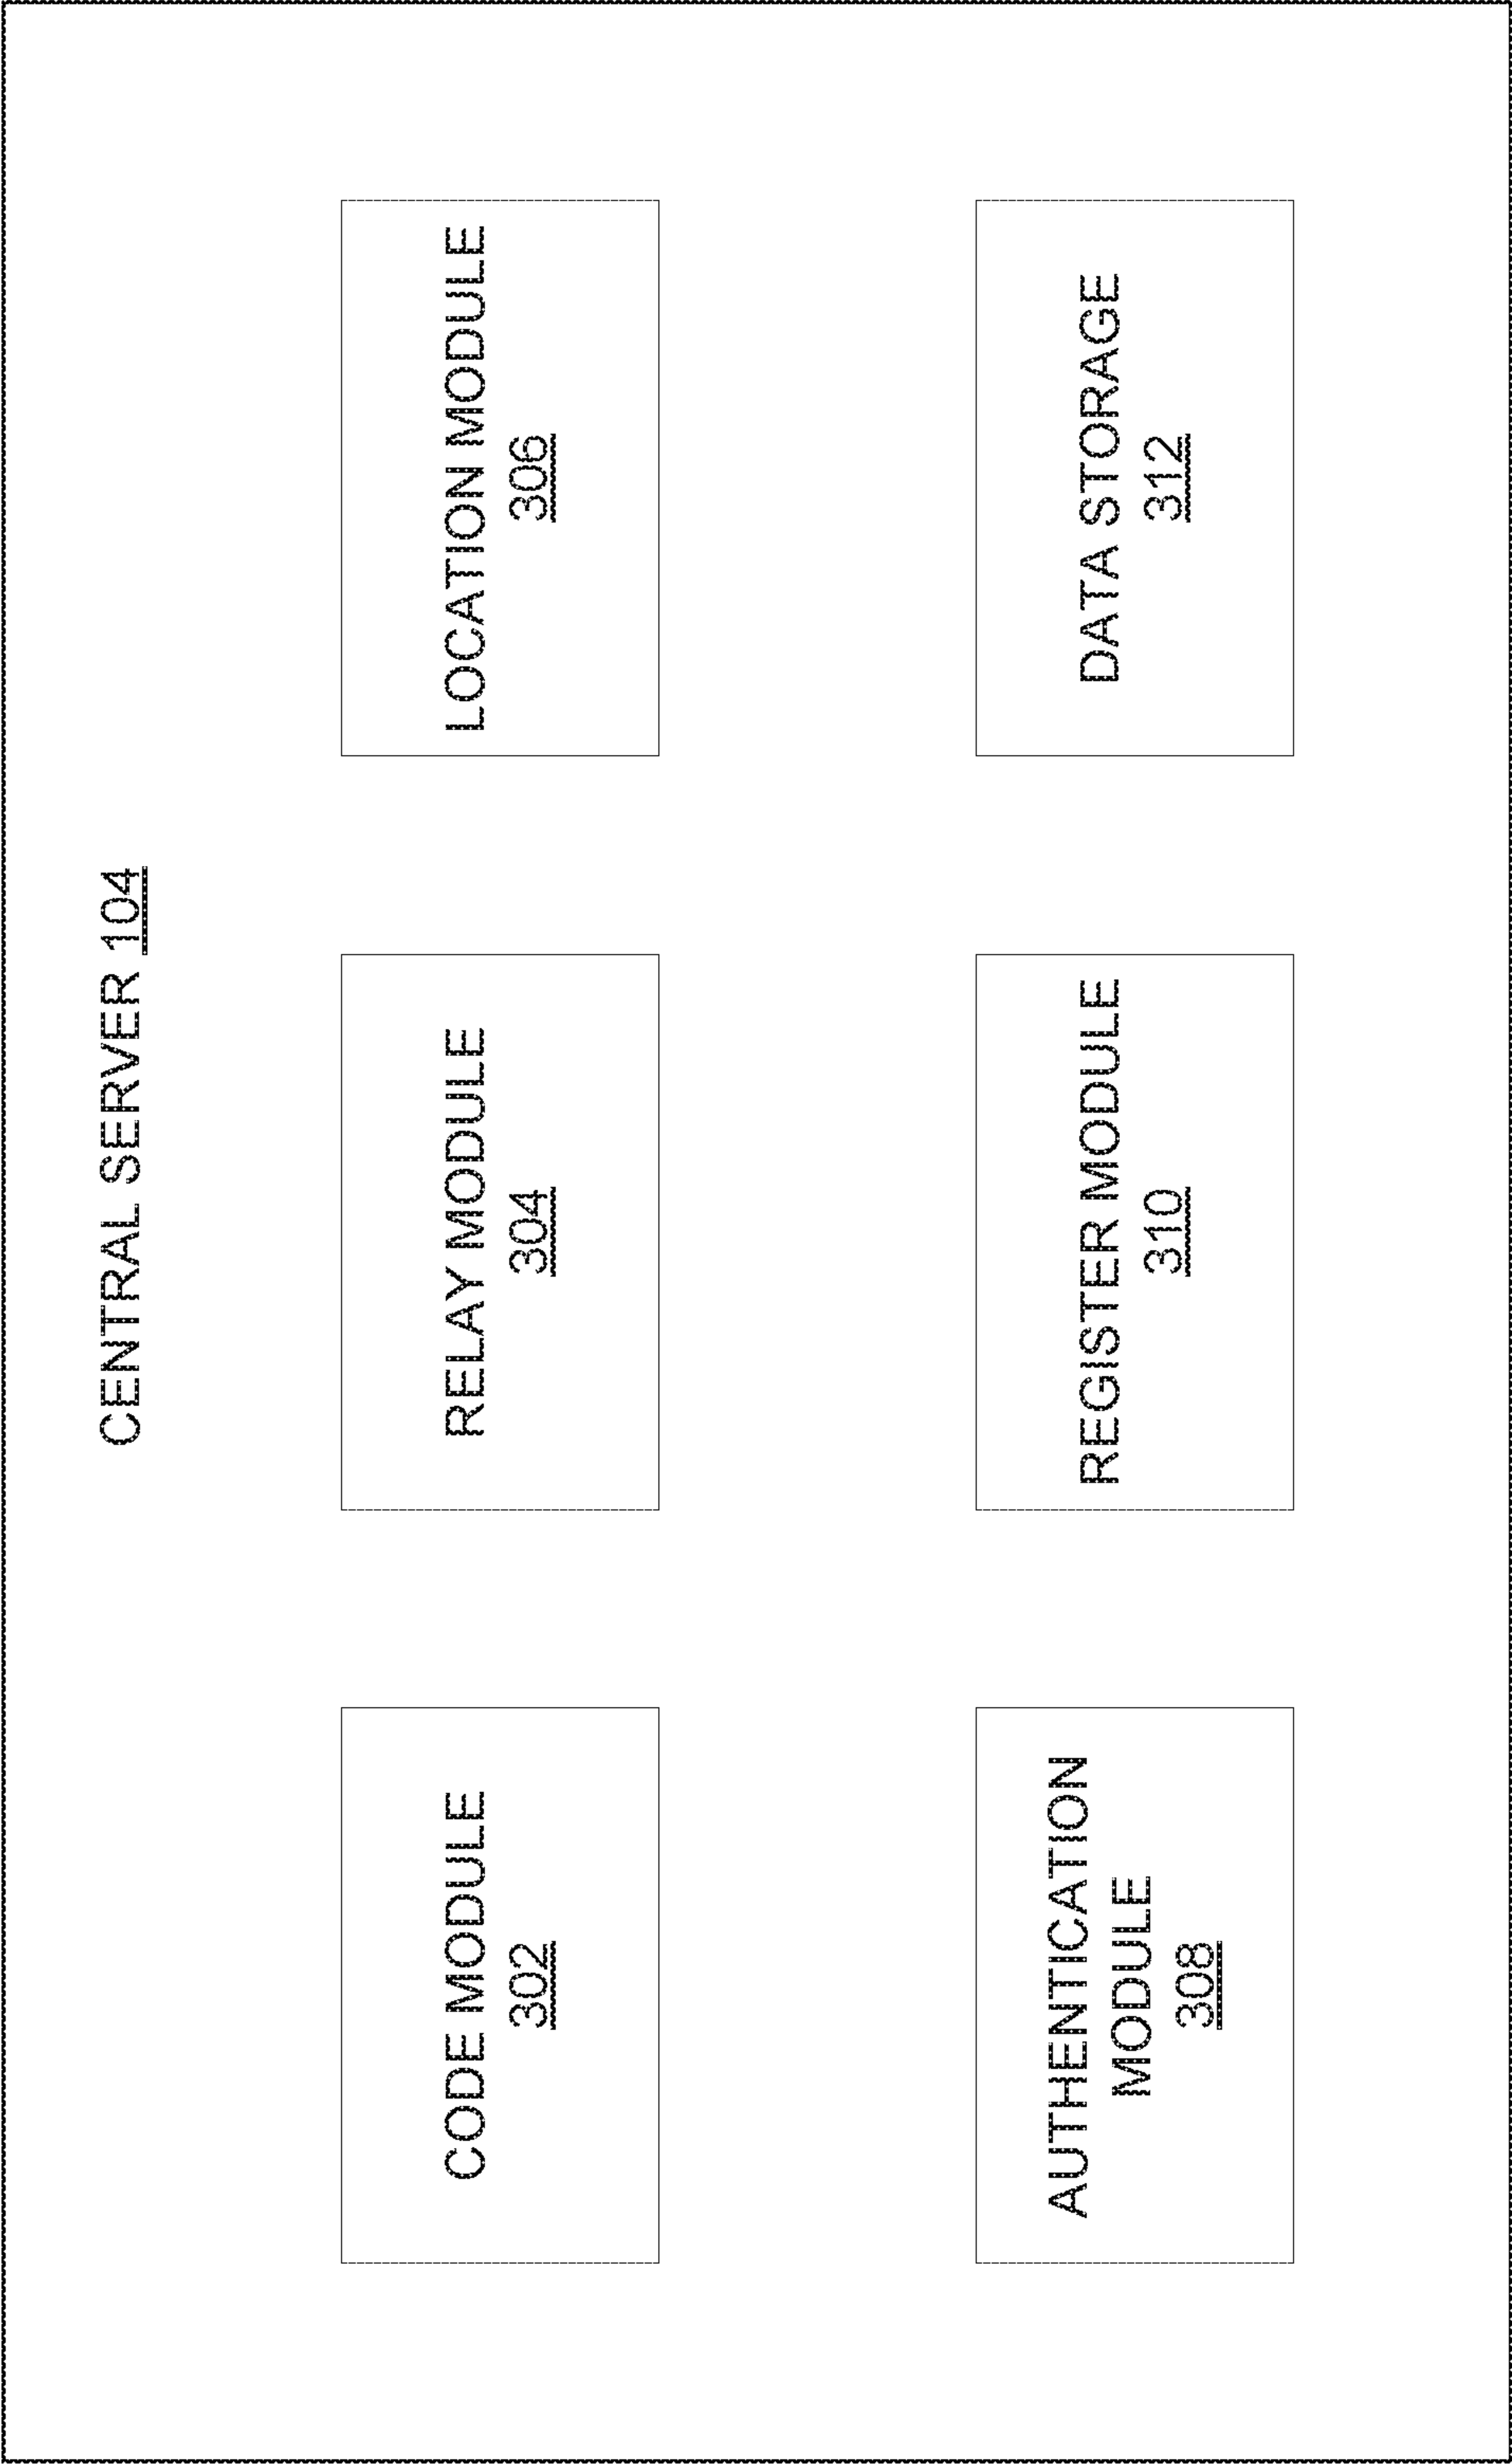 CENTRAL SERVER 104
CODE MODULE
302
RELAY MODULE
304
LOCATION MODULE
306
AUTHENTICATION
MODULE
308
REGISTER MODULE
310
DATA STORAGE
312